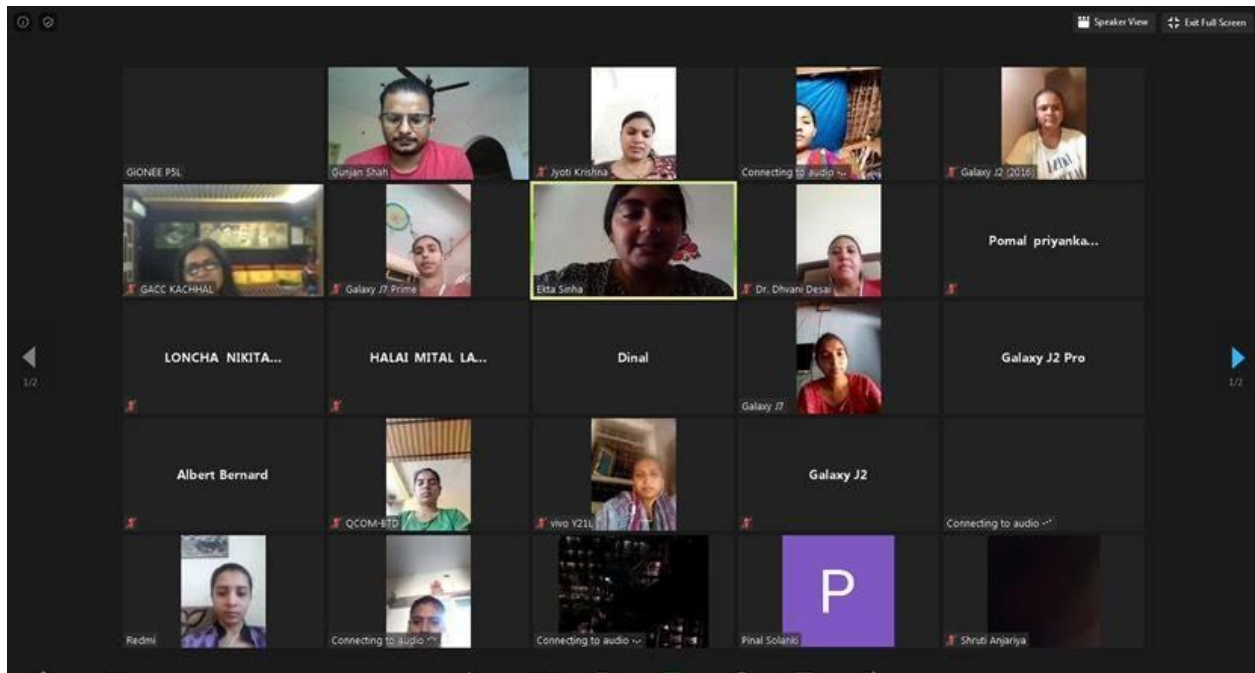 Speaker View
Exit Full Screen
GIONEE P5L
Gunjan Shah
Jyoti Krishna
Connecting to audio
Galaxy J2 (2016)
GACC KACHHAL
Galaxy J7 Prime
Ekta Sinha
Dr. Dhvani Desai
Pomal priyanka...
1/2
LONCHA NIKITA...
HALAI MITAL LA...
Dinal
Galaxy J7
Galaxy J2 Pro
1/2
Albert Bernard
QCOM-BTD
vivo Y21L
Galaxy J2
Connecting to audio
Redmi
Connecting to audio
Connecting to audio
P
Pinal Solanki
Shruti Anjariya